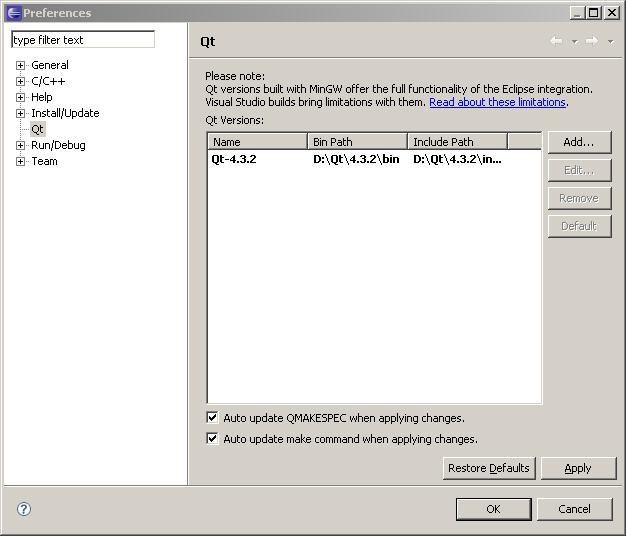 Preferences
type filter text
General
C/C++
Help
Install/Update
Qt
Run/Debug
Team
Qt
Please note:
Qt versions built with MinGW offer the full functionality of the Eclipse integration.
Visual Studio builds bring limitations with them. Read about these limitations.
Qt Versions:
Name Bin Path Include Path
Qt-4.3.2 D:\Qt\4.3.2\bin D:\Qt\4.3.2\in...
Add...
Edit...
Remove
Default
Auto update QMAKESPEC when applying changes.
Auto update make command when applying changes.
Restore Defaults Apply
? OK Cancel